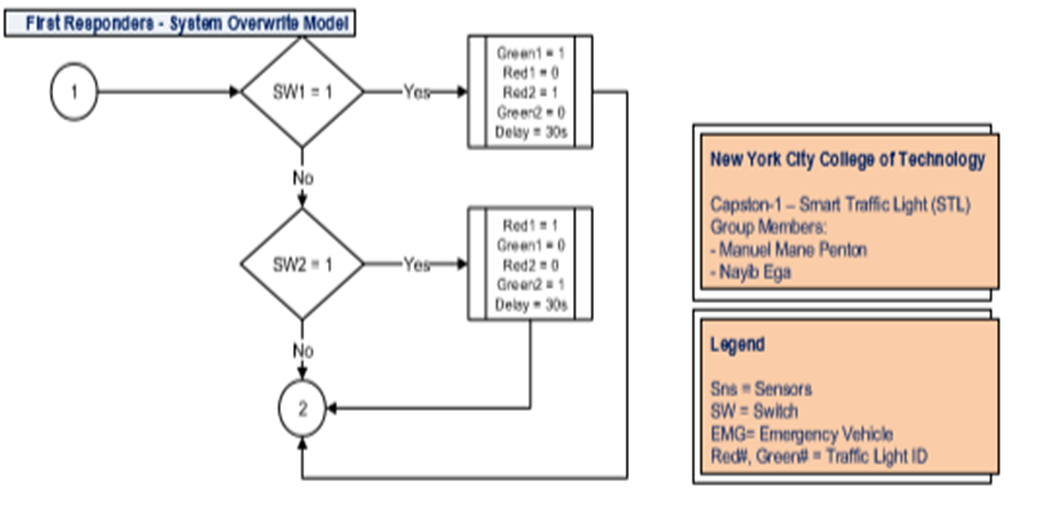 First Responders - System Overwrite Model
1
SW1 = 1
Yes
Green1 = 1
Red1 = 0
Red2 = 1
Green2 = 0
Delay = 30s
No
SW2 = 1
Yes
Red1 = 1
Green1 = 0
Red2 = 0
Green2 = 1
Delay = 30s
No
2
New York City College of Technology
Capston-1 – Smart Traffic Light (STL)
Group Members:
- Manuel Mane Penton
- Nayib Ega
Legend
Sns = Sensors
SW = Switch
EMG= Emergency Vehicle
Red#, Green# = Traffic Light ID